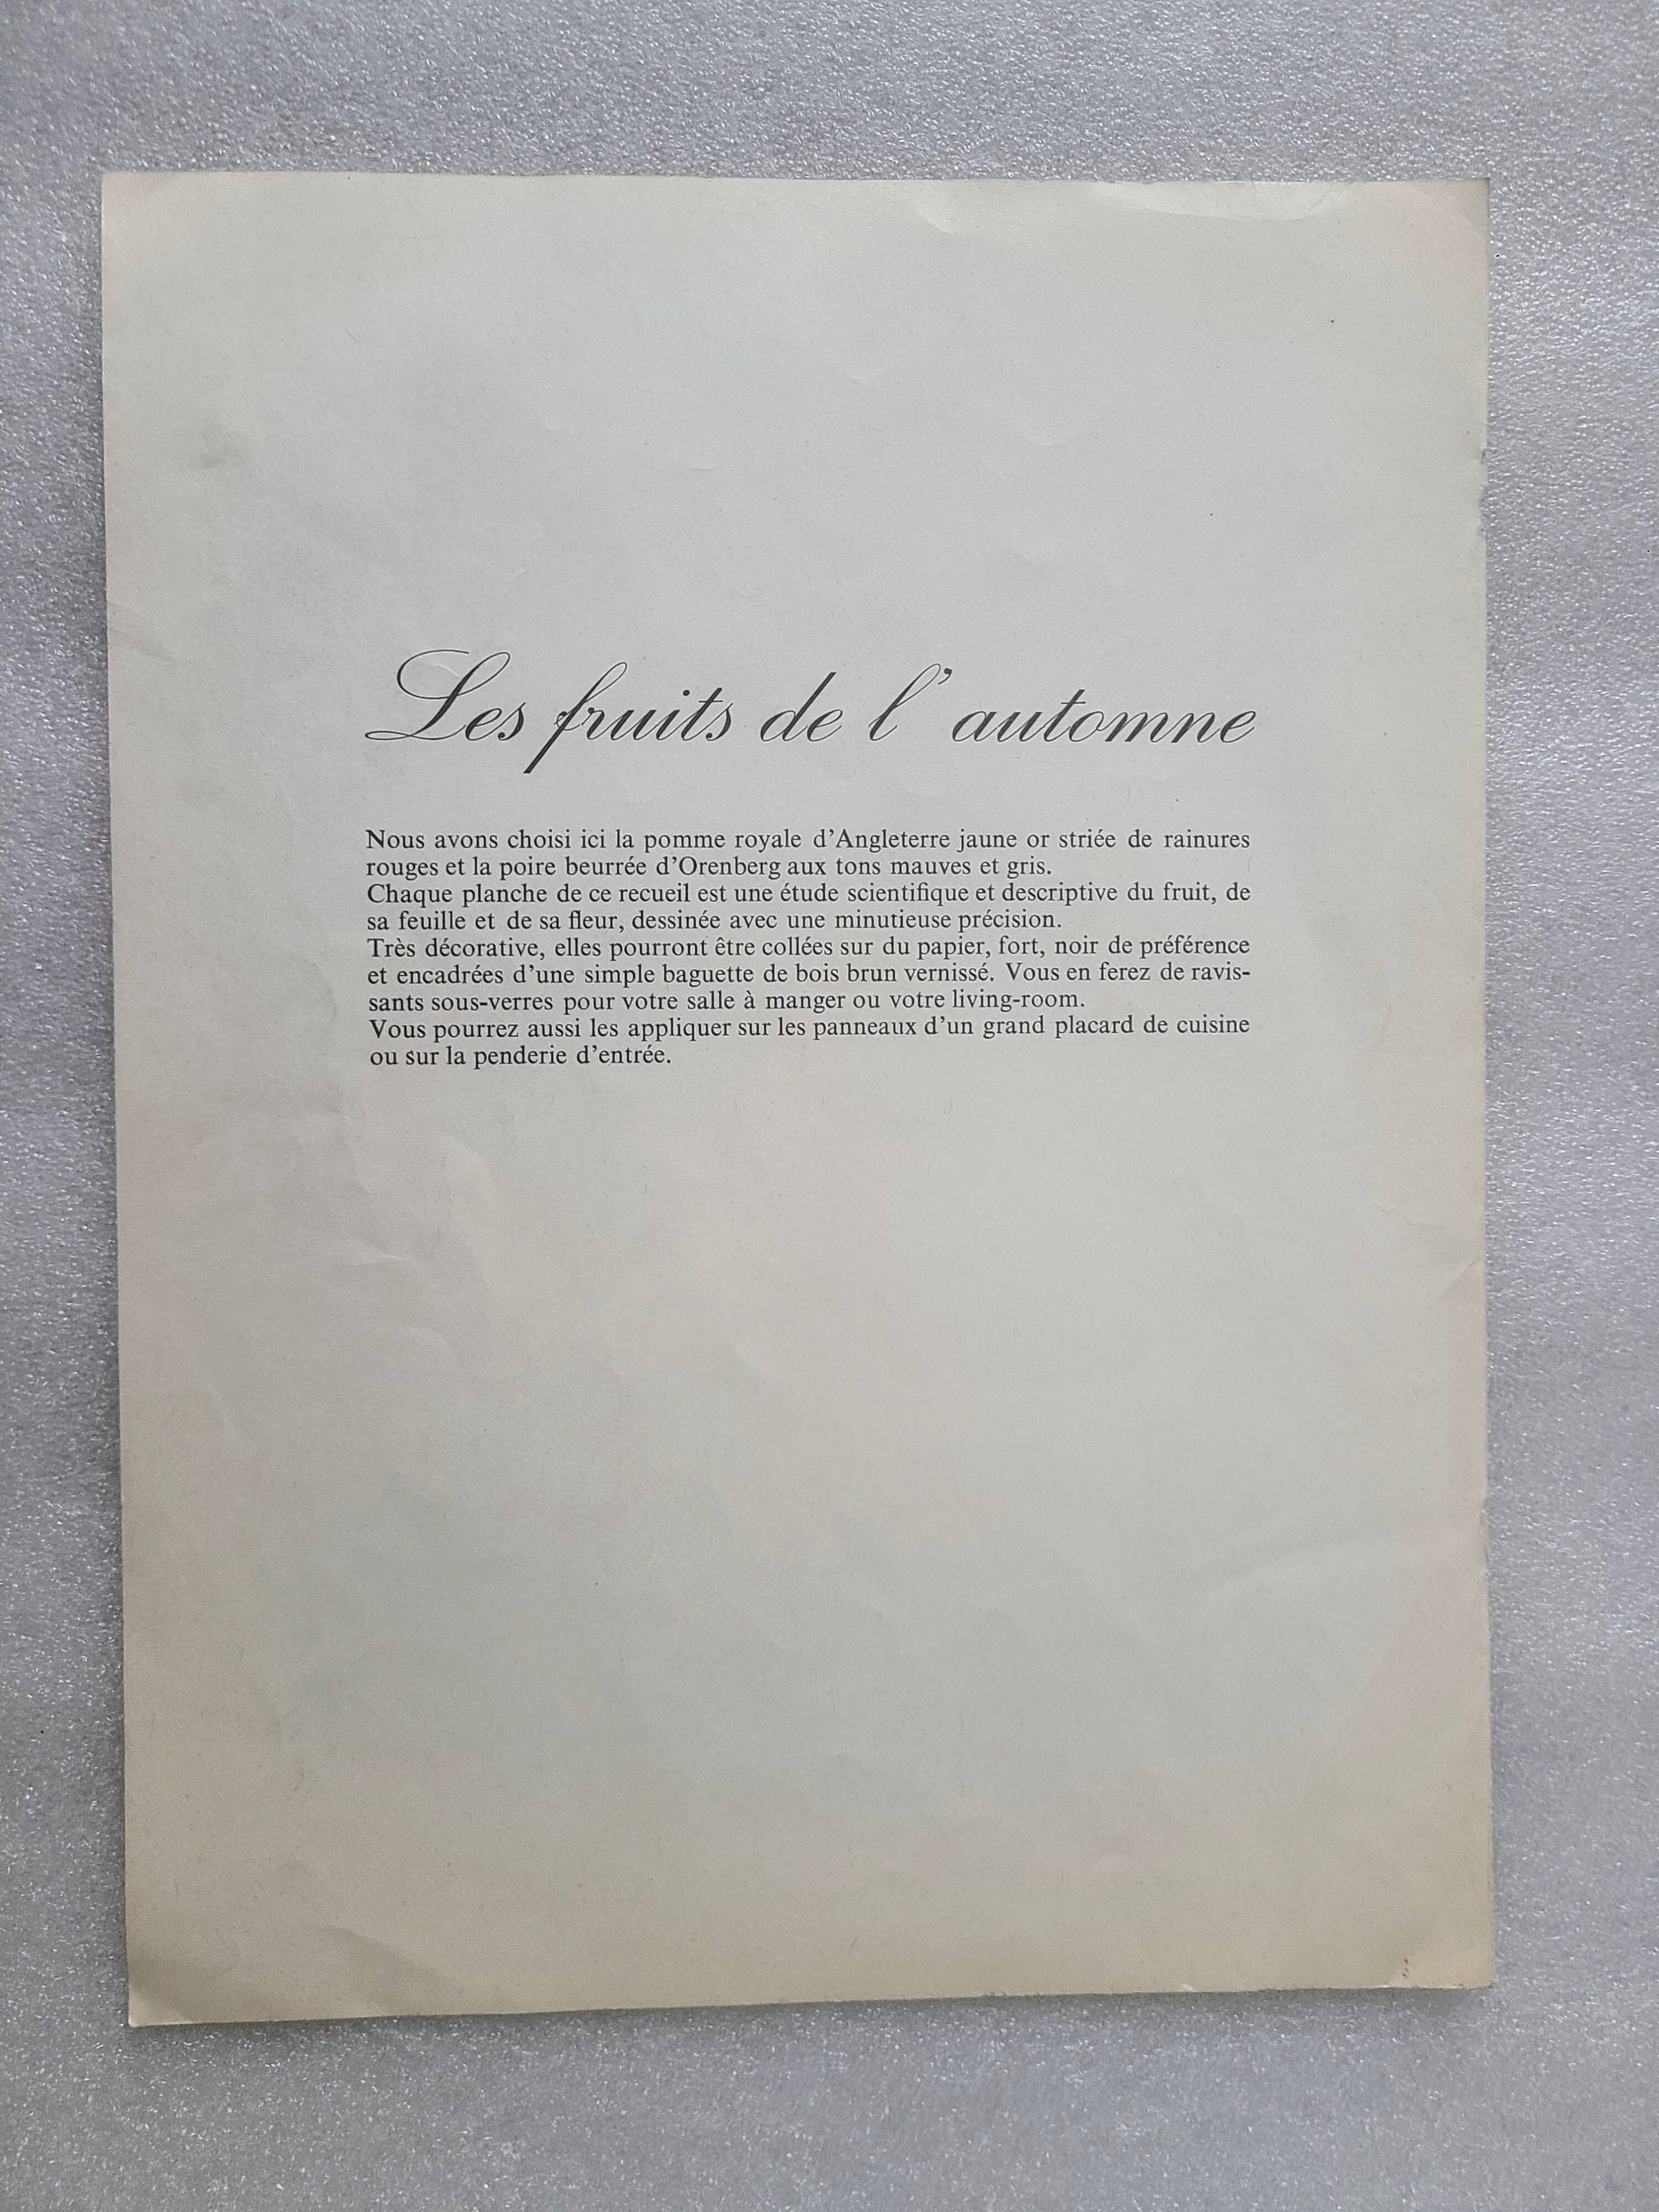 Les fruits de l'automne
Nous avons choisi ici la pomme royale d'Angleterre jaune or striée de rainures
rouges et la poire beurrée d'Orenberg aux tons mauves et gris.
Chaque planche de ce recueil est une étude scientifique et descriptive du fruit, de
sa feuille et de sa fleur, dessinée avec une minutieuse précision.
Très décorative, elles pourront être collées sur du papier, fort, noir de préférence
et encadrées d'une simple baguette de bois brun vernissé. Vous en ferez de ravis-
sants sous-verres pour votre salle à manger ou votre living-room.
Vous pourrez aussi les appliquer sur les panneaux d'un grand placard de cuisine
ou sur la penderie d'entrée.